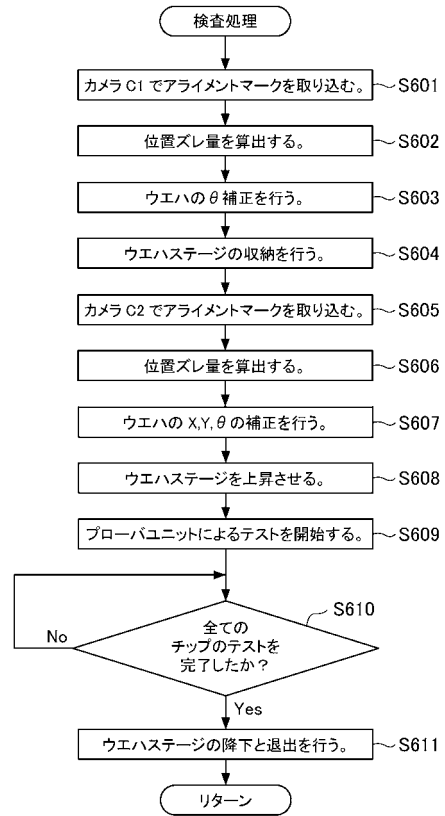 検査処理
カメラ C1 でアライメントマークを取り込む。
S601
位置ズレ量を算出する。
S602
ウエハのθ補正を行う。
S603
ウエハステージの収納を行う。
S604
カメラ C2 でアライメントマークを取り込む。
S605
位置ズレ量を算出する。
S606
ウエハの X,Y,θの補正を行う。
S607
ウエハステージを上昇させる。
S608
プローバユニットによるテストを開始する。
S609
S610
全ての
チップのテストを
完了したか?
No
Yes
ウエハステージの降下と退出を行う。
S611
リターン